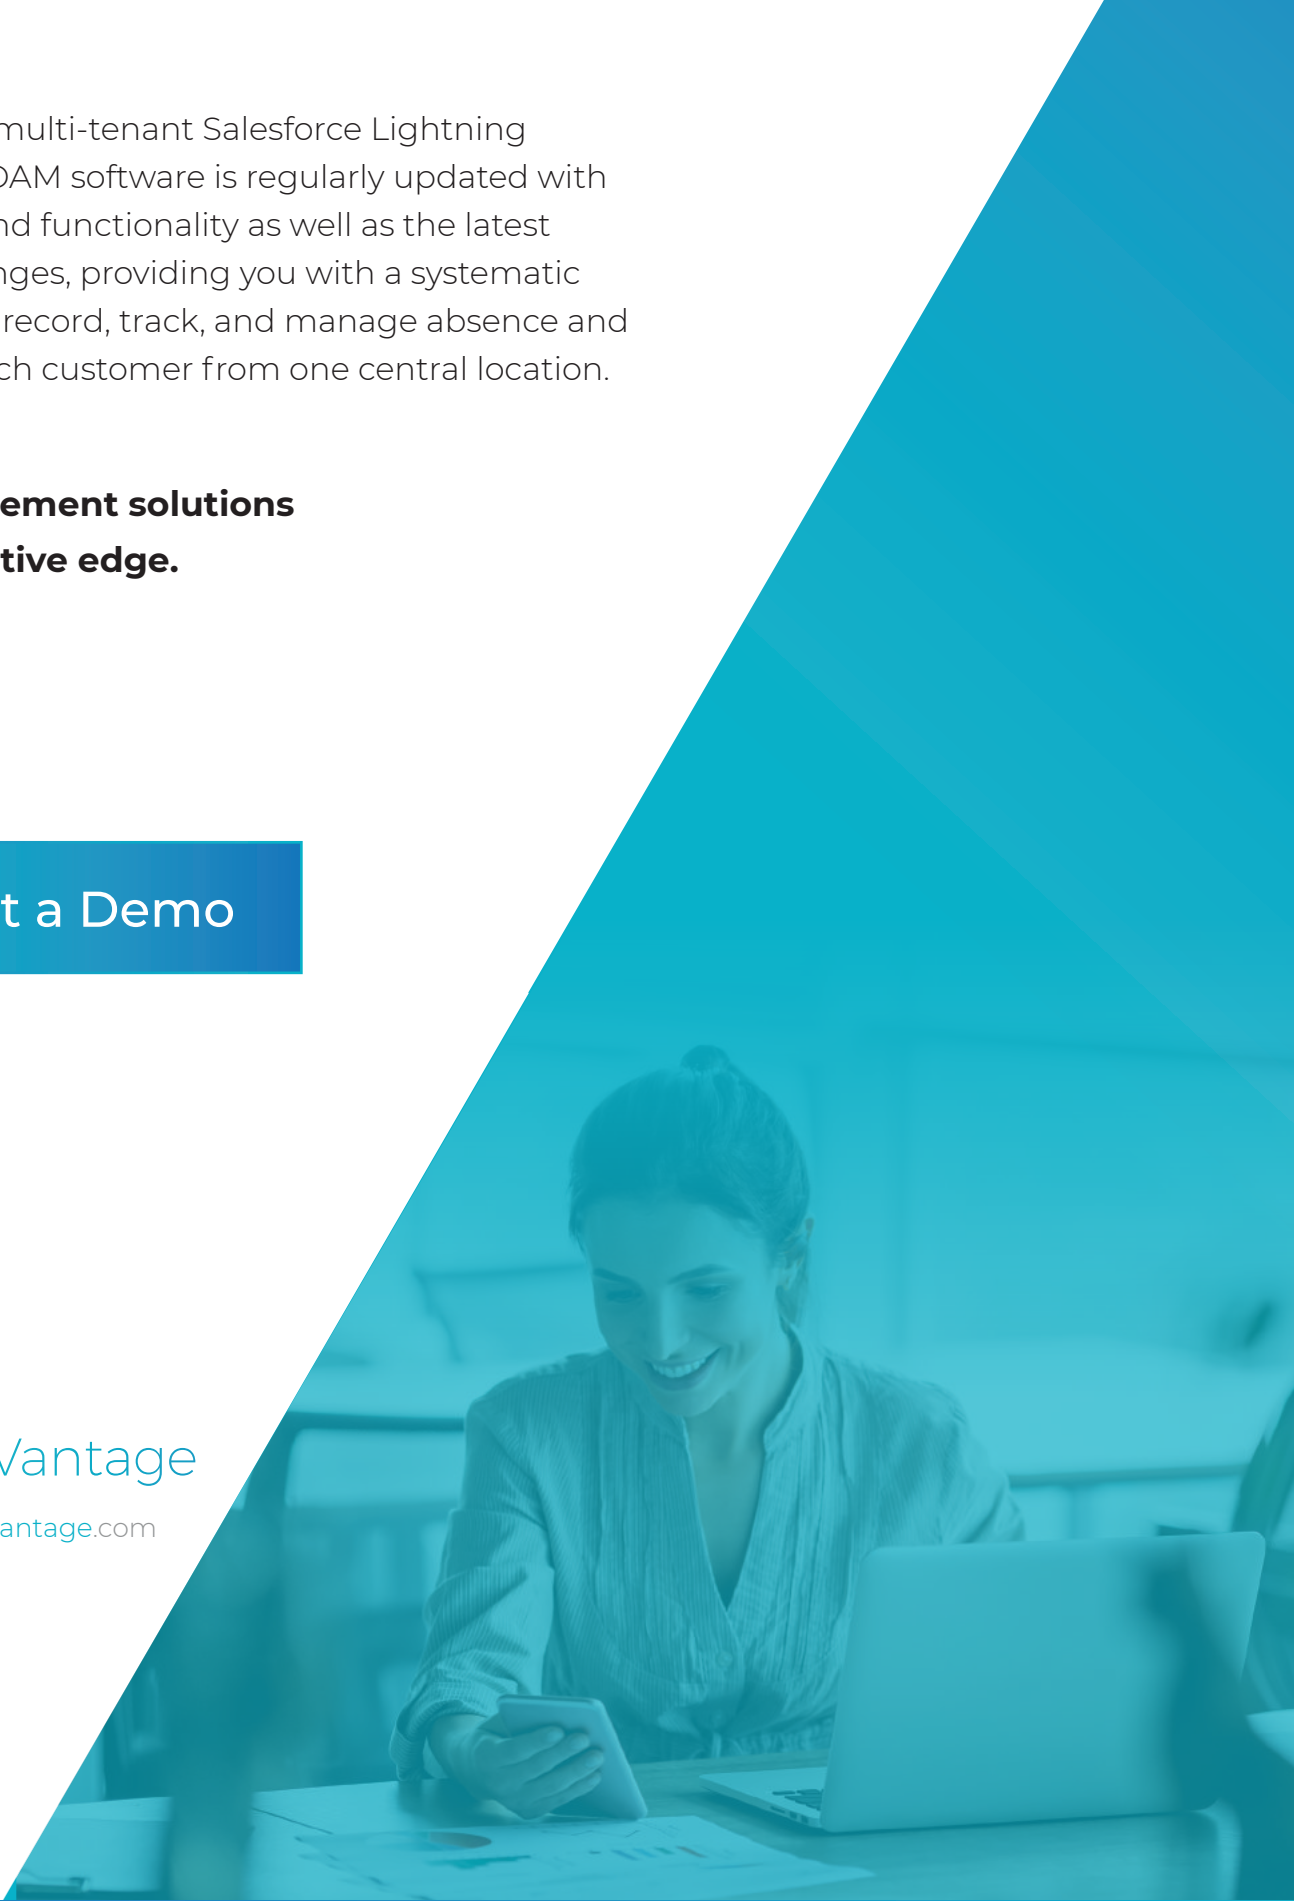 multi-tenant Salesforce Lightning
DAM software is regularly updated with
nd functionality as well as the latest
nges, providing you with a systematic
record, track, and manage absence and
ch customer from one central location.
ement solutions
tive edge.
t a Demo
Vantage
antage.com